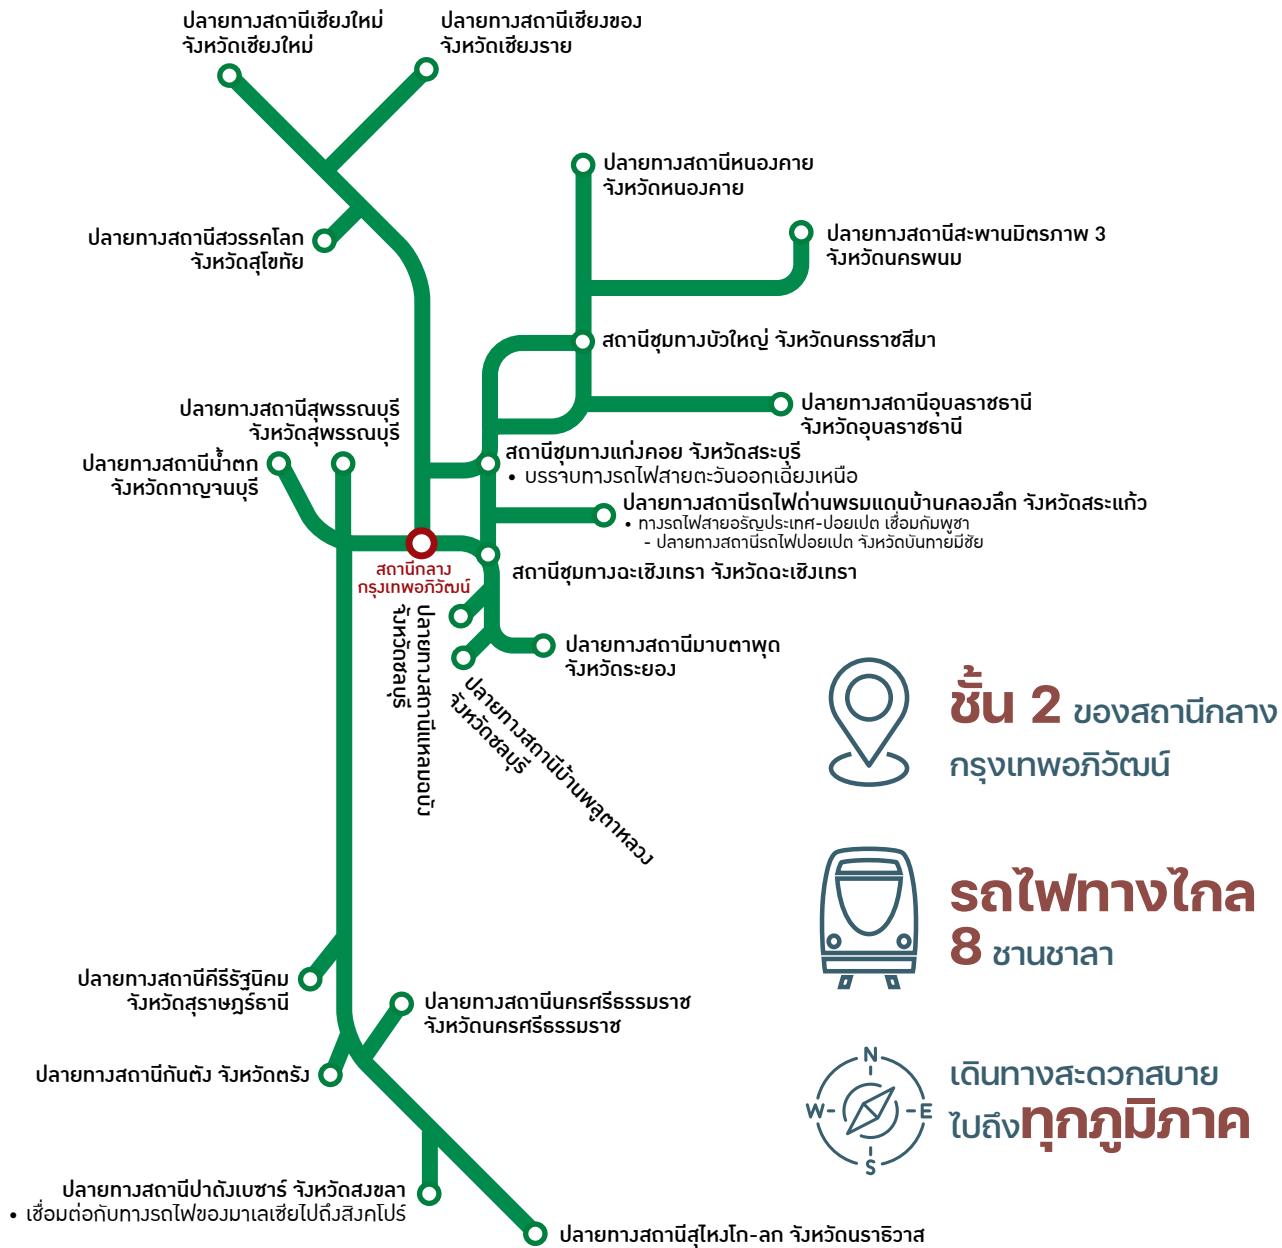 ปลายทางสถานีเชียงใหม่
จังหวัดเชียงใหม่
ปลายทางสถานีเชียงของ
จังหวัดเชียงราย
ปลายทางสถานีหนองคาย
จังหวัดหนองคาย
ปลายทางสถานีสวรรคโลก
จังหวัดสุโขทัย
ปลายทางสถานีสะพานมิตรภาพ 3
จังหวัดนครพนม
สถานีชุมทางบัวใหญ่ จังหวัดนครราชสีมา
ปลายทางสถานีสุพรรณบุรี
จังหวัดสุพรรณบุรี
ปลายทางสถานีอุบลราชธานี
จังหวัดอุบลราชธานี
ปลายทางสถานีน้ำตก
จังหวัดกาญจนบุรี
สถานีชุมทางแก่งคอย จังหวัดสระบุรี
• บรรจบทางรถไฟสายตะวันออกเฉียงเหนือ
ปลายทางสถานีรถไฟด่านพรมแดนบ้านคลองลึก จังหวัดสระแก้ว
• ทางรถไฟสายอรัญประเทศ-ปอยเปต เชื่อมกัมพูชา
- ปลายทางสถานีรถไฟปอยเปต จังหวัดบันทายมีชัย
สถานีกลาง
กรุงเทพอภิวัฒน์
สถานีชุมทางฉะเชิงเทรา จังหวัดฉะเชิงเทรา
ปลายทางสถานีแหลมฉบัง
จังหวัดชลบุรี
ปลายทางสถานีมาบตาพุด
จังหวัดระยอง
ปลายทางสถานีบ้านพลูตาหลวง
จังหวัดชลบุรี
ชั้น 2 ของสถานีกลาง
กรุงเทพอภิวัฒน์
รถไฟทางไกล
8 ชานชาลา
ปลายทางสถานีคีรีรัฐนิคม
จังหวัดสุราษฎร์ธานี
ปลายทางสถานีนครศรีธรรมราช
จังหวัดนครศรีธรรมราช
ปลายทางสถานีกันตัง จังหวัดตรัง
N
W
E
S
เดินทางสะดวกสบาย
ไปถึงทุกภูมิภาค
ปลายทางสถานีปาดังเบซาร์ จังหวัดสงขลา
• เชื่อมต่อกับทางรถไฟของมาเลเซียไปถึงสิงคโปร์
ปลายทางสถานีสุไหงโก-ลก จังหวัดนราธิวาส